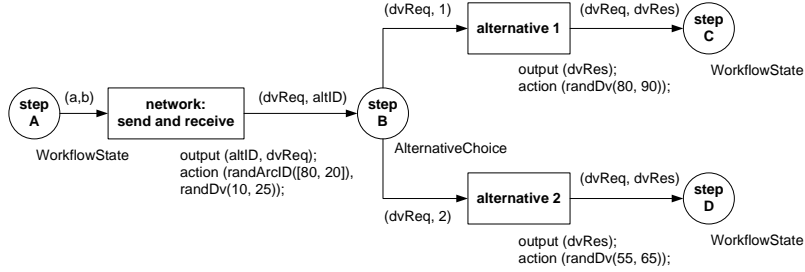 step
A
WorkflowState
(a,b)
network:
send and receive
output (altID, dvReq);
action (randArcID([80, 20]),
randDv(10, 25));
(dvReq, altID)
step
B
AlternativeChoice
(dvReq, 1)
alternative 1
output (dvRes);
action (randDv(80, 90));
(dvReq, dvRes)
step
C
WorkflowState
(dvReq, 2)
alternative 2
output (dvRes);
action (randDv(55, 65));
(dvReq, dvRes)
step
D
WorkflowState